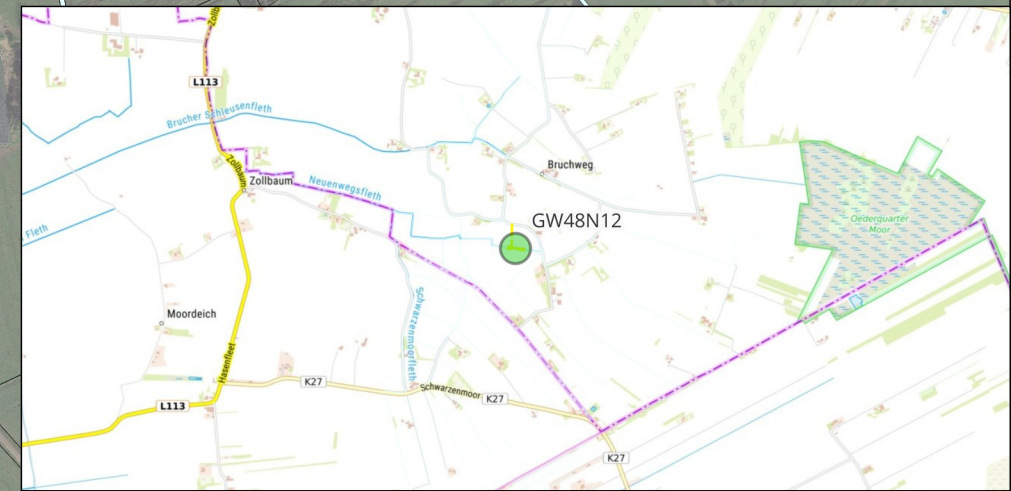 Zollb
L113
Brucher Schleusenfleth
Zollbaum
Zollbaum
Neuenwegsfleth
Bruchweg
GW48N12
Oederquarter
Moor
Fleth
Moordeich
Schwarzenmoorfleth
Hasenfleet
K27
Schwarzenmoor
K27
L113
K27